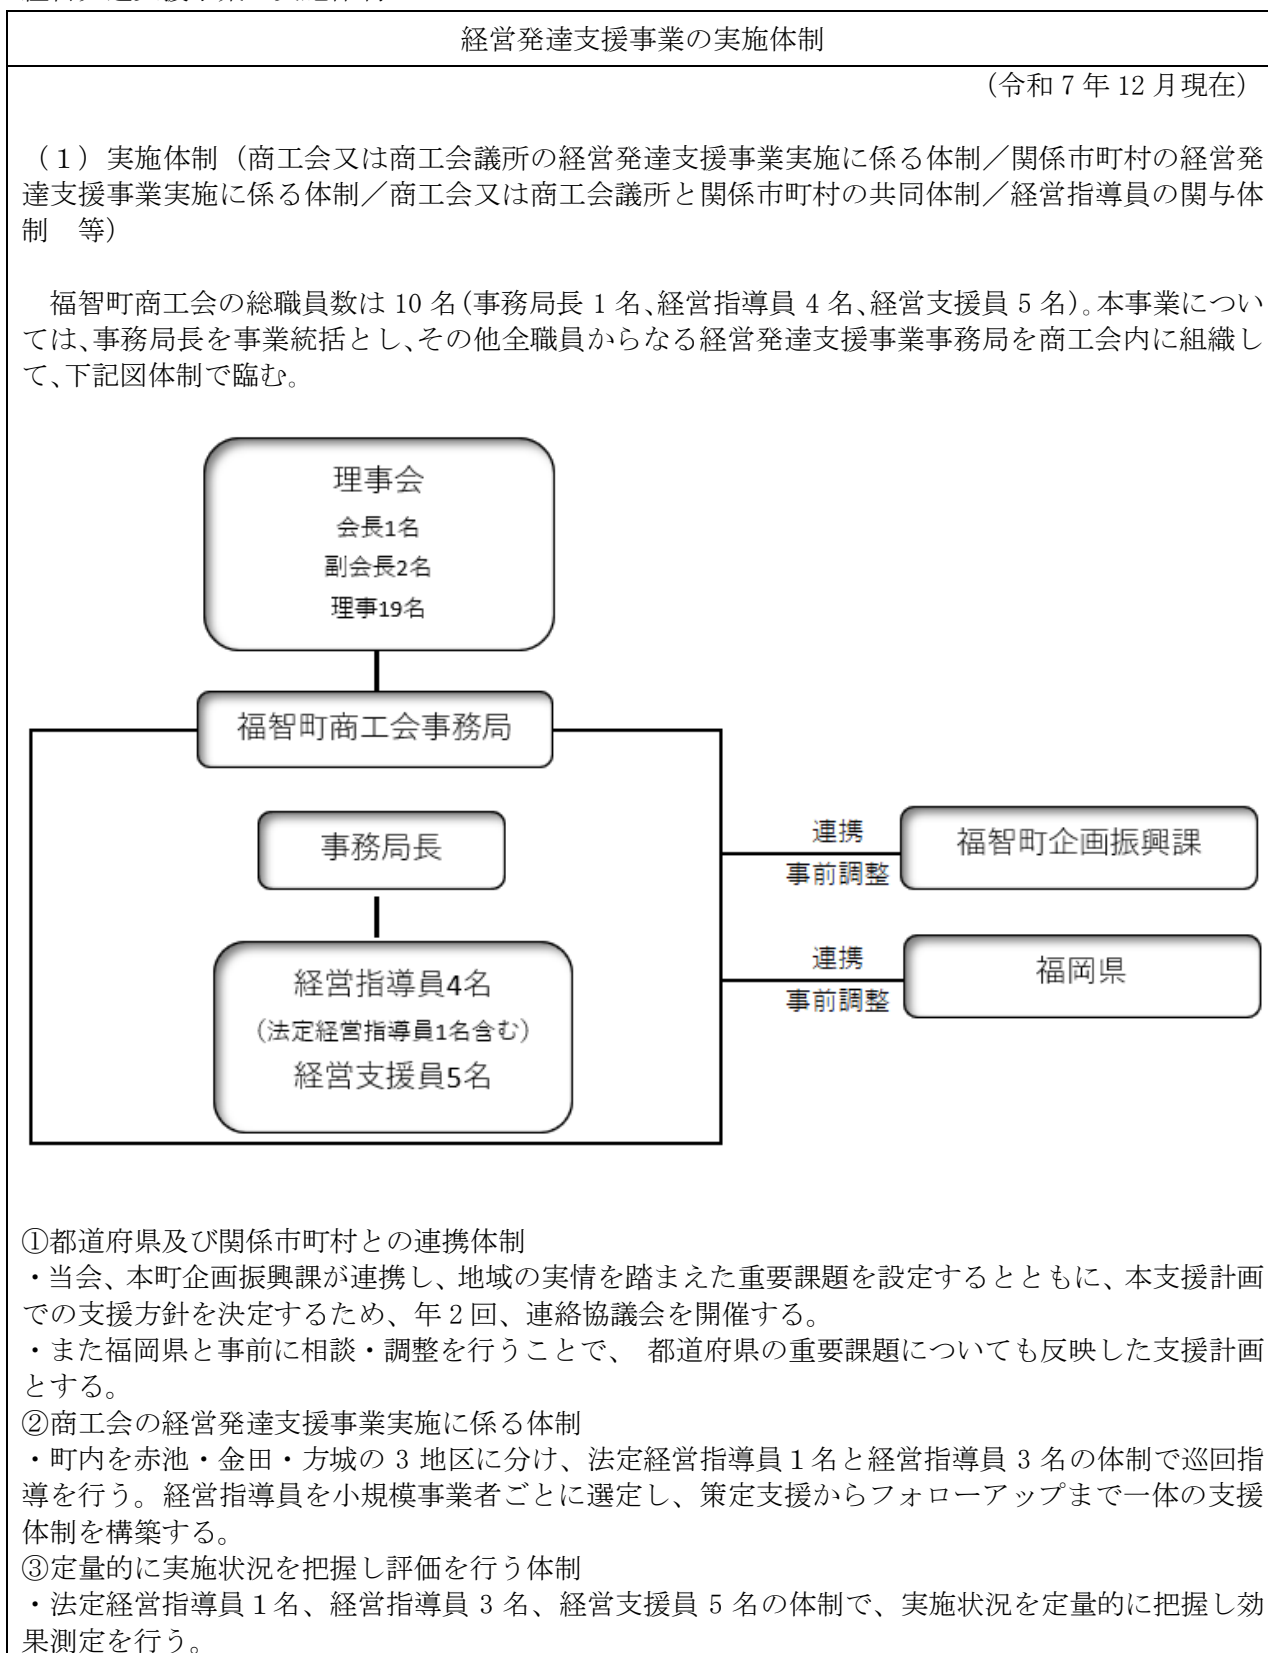 経営発達支援事業の実施体制
（令和 7 年 12 月現在）
（１）実施体制（商工会又は商工会議所の経営発達支援事業実施に係る体制／関係市町村の経営発
達支援事業実施に係る体制／商工会又は商工会議所と関係市町村の共同体制／経営指導員の関与体
制　等）
福智町商工会の総職員数は 10 名(事務局長 1 名、経営指導員 4 名、経営支援員 5 名)。本事業につい
ては、事務局長を事業統括とし、その他全職員からなる経営発達支援事業事務局を商工会内に組織し
て、下記図体制で臨む。
理事会
会長1名
副会長2名
理事19名
福智町商工会事務局
事務局長
経営指導員4名
（法定経営指導員1名含む）
経営支援員5名
連携
事前調整
福智町企画振興課
連携
事前調整
福岡県
①都道府県及び関係市町村との連携体制
・当会、本町企画振興課が連携し、地域の実情を踏まえた重要課題を設定するとともに、本支援計画
での支援方針を決定するため、年 2 回、連絡協議会を開催する。
・また福岡県と事前に相談・調整を行うことで、 都道府県の重要課題についても反映した支援計画
とする。
②商工会の経営発達支援事業実施に係る体制
・町内を赤池・金田・方城の 3 地区に分け、法定経営指導員１名と経営指導員 3 名の体制で巡回指
導を行う。経営指導員を小規模事業者ごとに選定し、策定支援からフォローアップまで一体の支援
体制を構築する。
③定量的に実施状況を把握し評価を行う体制
・法定経営指導員１名、経営指導員 3 名、経営支援員 5 名の体制で、実施状況を定量的に把握し効
果測定を行う。